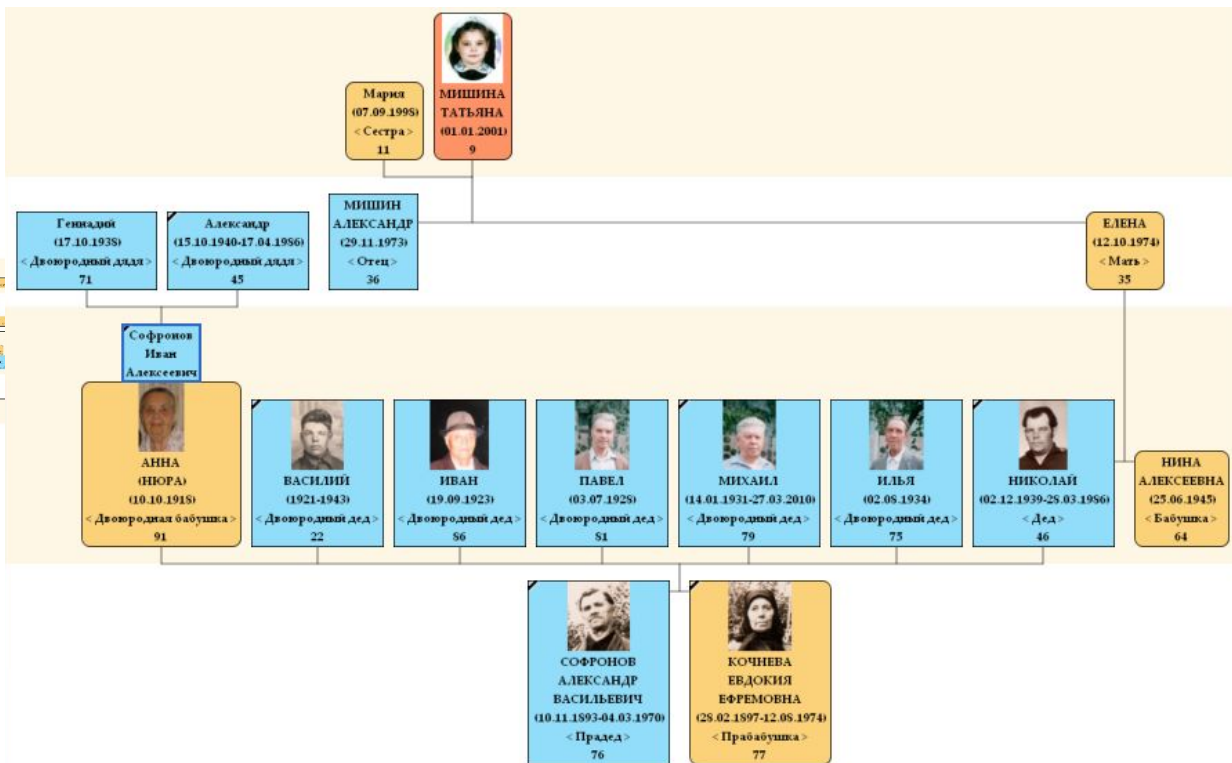 Мария
(07.09.1998)
< Сестра >
11
МИШИНА
ТАТЬЯНА
(01.01.2001)
9
Геннадий
(17.10.1938)
< Двоюродный дядя >
71
Александр
(15.10.1940-17.04.1986)
< Двоюродный дядя >
45
МИШИН
АЛЕКСАНДР
(29.11.1973)
< Отец >
36
ЕЛЕНА
(12.10.1974)
< Мать >
35
Софронов
Иван
Алексеевич
АННА
(НЮРА)
(10.10.1918)
< Двоюродная бабушка >
91
ВАСИЛИЙ
(1921-1943)
< Двоюродный дед >
22
ИВАН
(19.09.1923)
< Двоюродный дед >
86
ПАВЕЛ
(03.07.1928)
< Двоюродный дед >
81
МИХАИЛ
(14.01.1931-27.03.2010)
< Двоюродный дед >
79
ИЛЬЯ
(02.08.1934)
< Двоюродный дед >
75
НИКОЛАЙ
(02.12.1939-28.03.1986)
< Дед >
46
НИНА
АЛЕКСЕЕВНА
(25.06.1945)
< Бабушка >
64
СОФРОНОВ
АЛЕКСАНДР
ВАСИЛЬЕВИЧ
(10.11.1893-04.03.1970)
< Прадед >
76
КОЧНЕВА
ЕВДОКИЯ
ЕФРЕМОВНА
(28.02.1897-12.08.1974)
< Прабабушка >
77